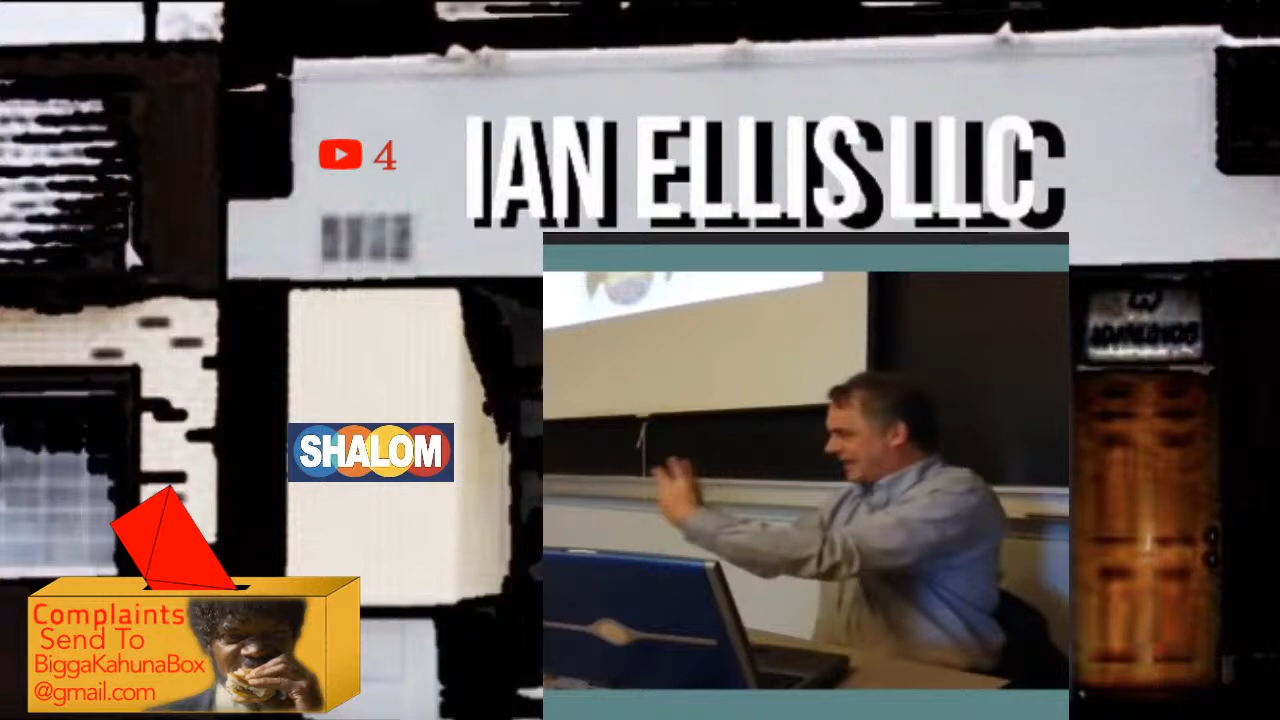 IAN ELLIS LLC
4
SHALOM
Complaints
Send To
BiggaKahunaBox
@gmail.com